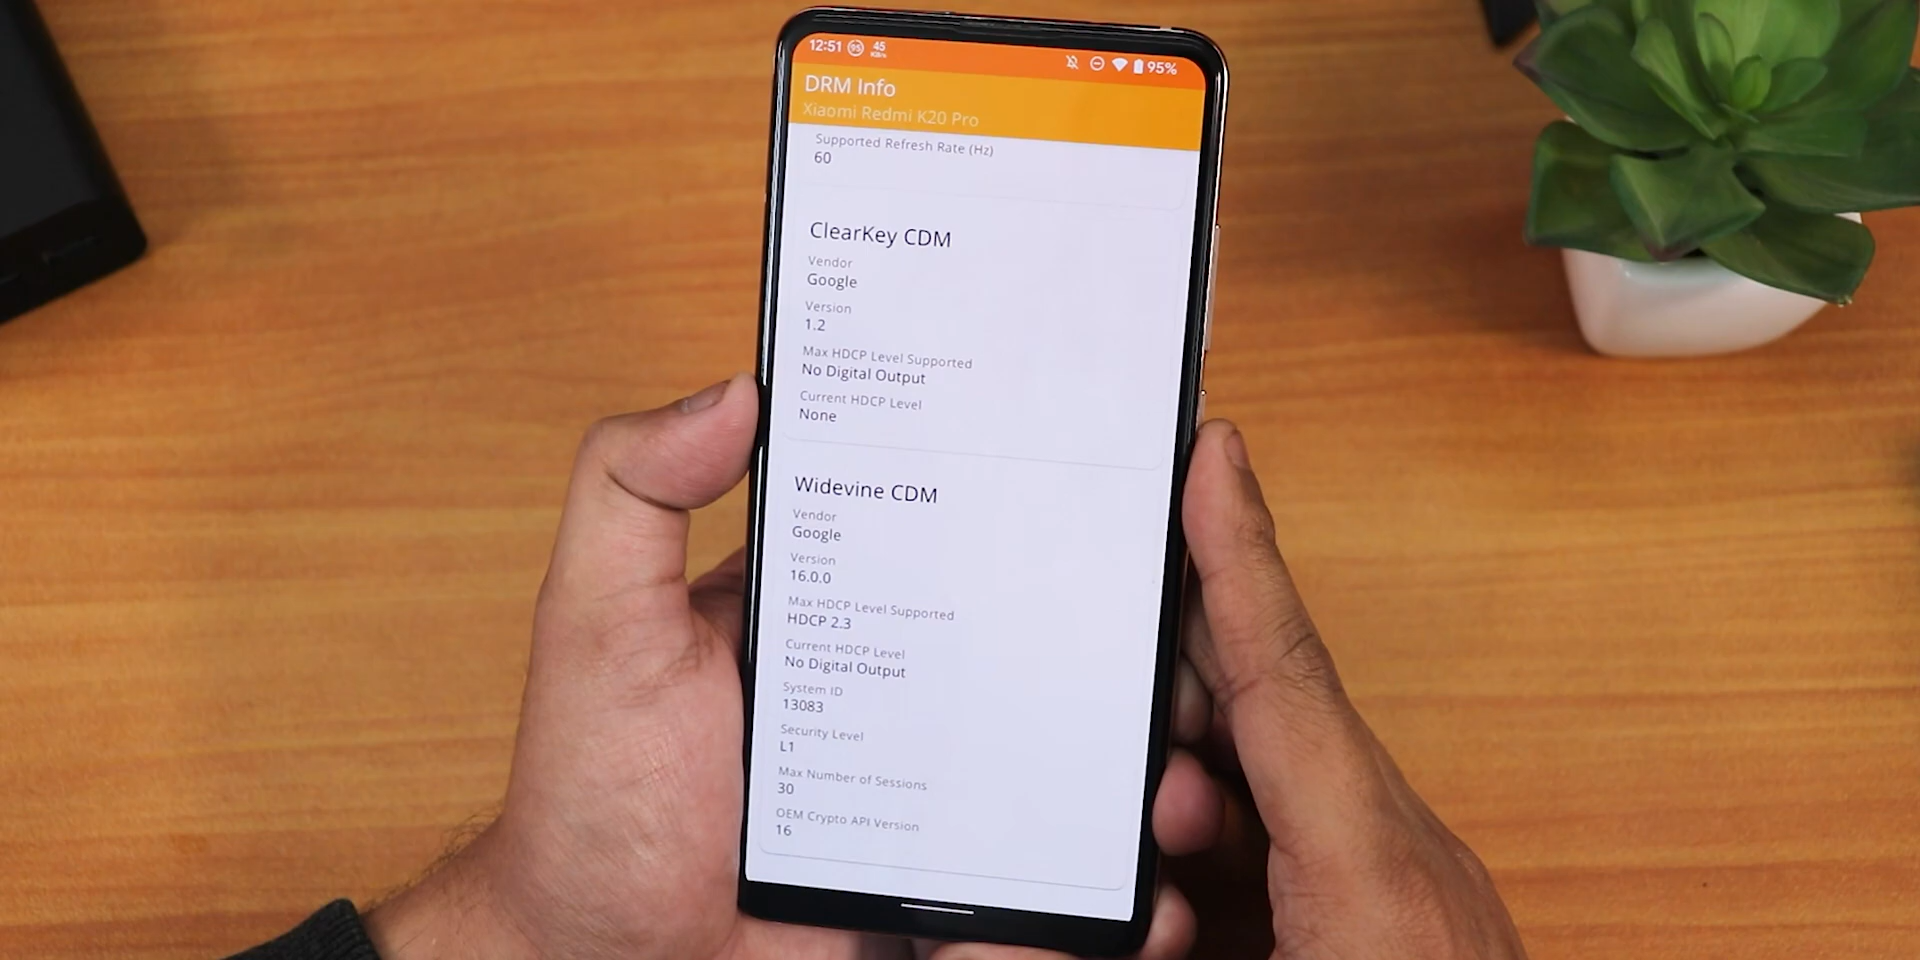 12:51 95 45 KB/s 95%
DRM Info
Xiaomi Redmi K20 Pro
Supported Refresh Rate (Hz)
60
ClearKey CDM
Vendor
Google
Version
1.2
Max HDCP Level Supported
No Digital Output
Current HDCP Level
None
Widevine CDM
Vendor
Google
Version
16.0.0
Max HDCP Level Supported
HDCP 2.3
Current HDCP Level
No Digital Output
System ID
13083
Security Level
L1
Max Number of Sessions
30
OEM Crypto API Version
16